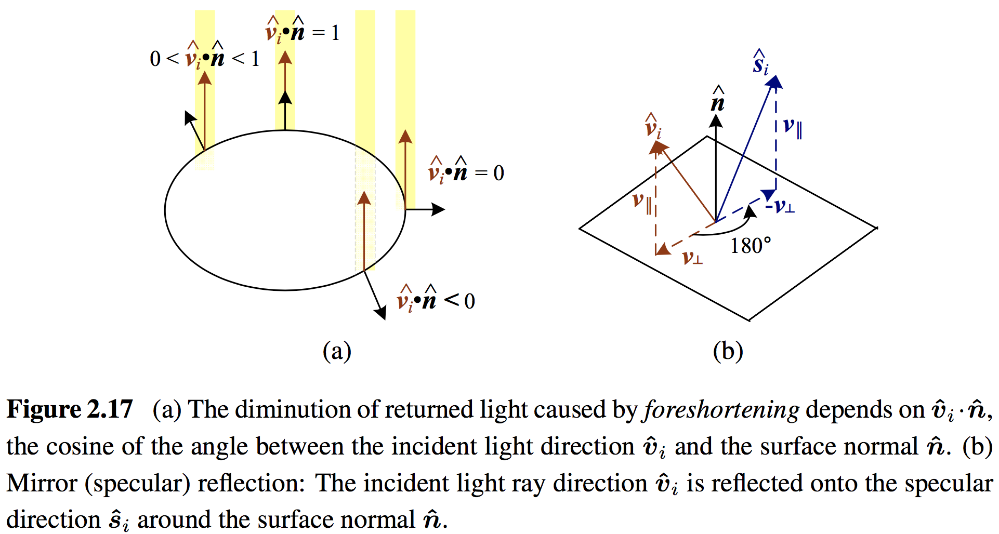 v̂ᵢ•n̂ = 1
0 < v̂ᵢ•n̂ < 1
v̂ᵢ•n̂ = 0
v̂ᵢ•n̂ < 0
(a)
ŝᵢ
n̂
v̂ᵢ
v∥
v∥
-v⊥
180°
v⊥
(b)
Figure 2.17 (a) The diminution of returned light caused by foreshortening depends on v̂ᵢ · n̂,
the cosine of the angle between the incident light direction v̂ᵢ and the surface normal n̂. (b)
Mirror (specular) reflection: The incident light ray direction v̂ᵢ is reflected onto the specular
direction ŝᵢ around the surface normal n̂.